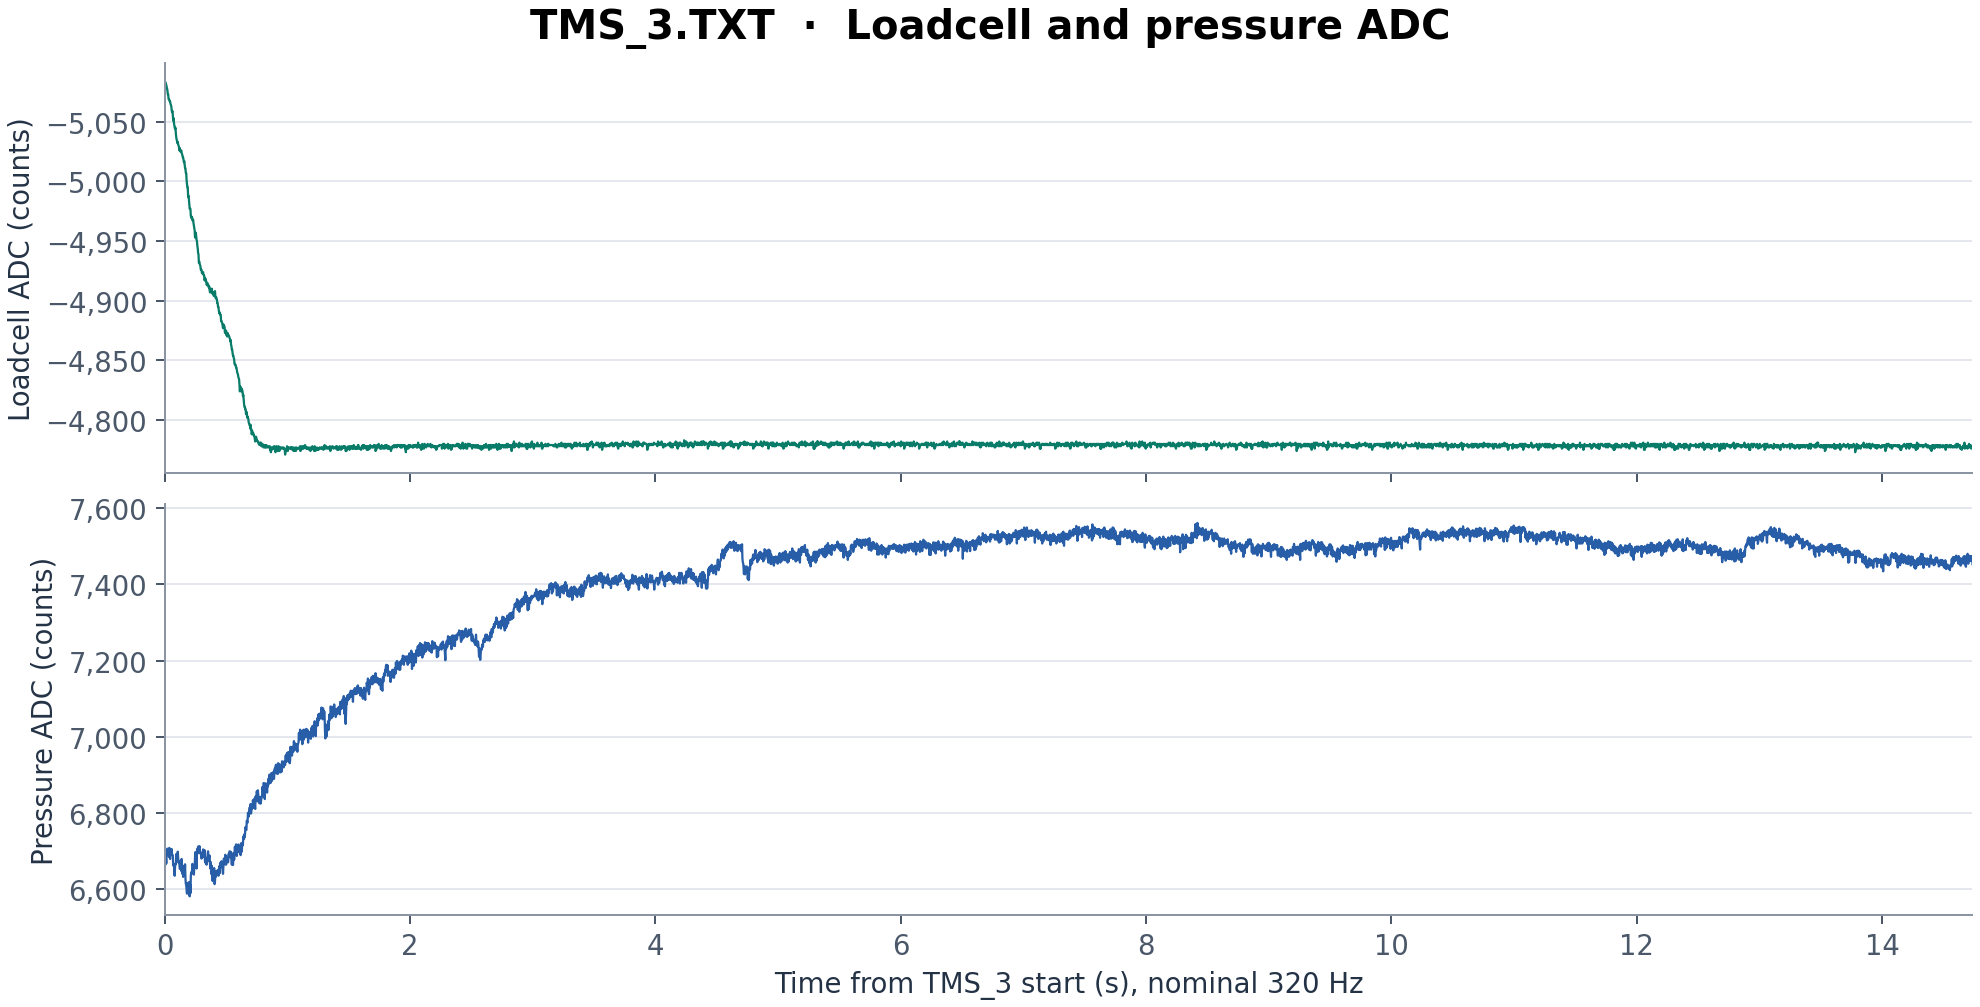 TMS_3.TXT · Loadcell and pressure ADC
Loadcell ADC (counts)
−5,050
−5,000
−4,950
−4,900
−4,850
−4,800
Pressure ADC (counts)
7,600
7,400
7,200
7,000
6,800
6,600
0 2 4 6 8 10 12 14
Time from TMS_3 start (s), nominal 320 Hz